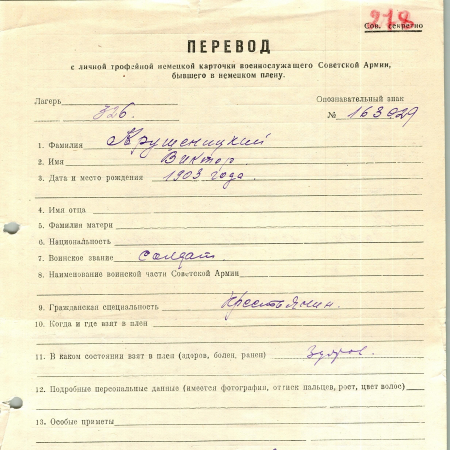 218
Сов. секретно
ПЕРЕВОД
с личной трофейной немецкой карточки военнослужащего Советской Армии,
бывшего в немецком плену.
Лагерь 326. Опознавательный знак
№ 163029
1. Фамилия Крушеницкий
2. Имя Виктор
3. Дата и место рождения 1903 года.
4. Имя отца
5. Фамилия матери
6. Национальность
7. Воинское звание солдат
8. Наименование воинской части Советской Армии
9. Гражданская специальность крестьянин.
10. Когда и где взят в плен
11. В каком состоянии взят в плен (здоров, болен, ранен) Здоров.
12. Подробные персональные данные (имеется фотография, оттиск пальцев, рост, цвет волос)
13. Особые приметы